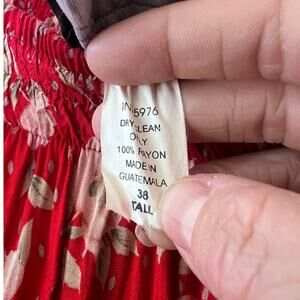 5976
DRY CLEAN
ONLY
100% RAYON
MADE IN
GUATEMALA
38
TALL